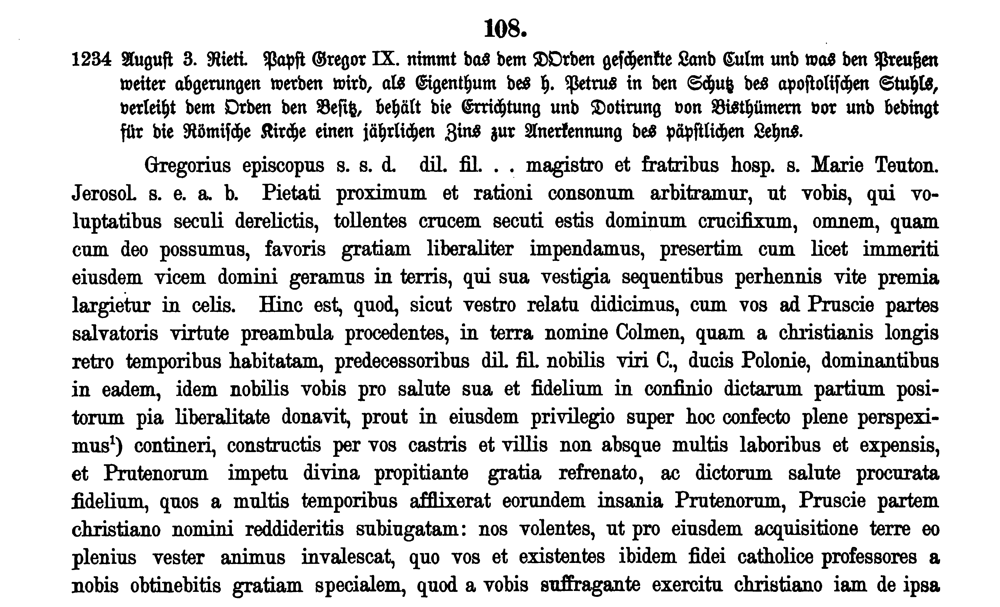 108.
1234 August 3. Rieti. Papst Gregor IX. nimmt das dem DOrden geschenkte Land Culm und was den Preußen
weiter abgerungen werden wird, als Eigenthum des h. Petrus in den Schutz des apostolischen Stuhls,
verleiht dem Orden den Besitz, behält die Errichtung und Dotirung von Bisthümern vor und bedingt
für die Römische Kirche einen jährlichen Zins zur Anerkennung des päpstlichen Lehns.
Gregorius episcopus s. s. d. dil. fil. . . magistro et fratribus hosp. s. Marie Teuton.
Jerosol. s. e. a. b. Pietati proximum et rationi consonum arbitramur, ut vobis, qui vo-
luptatibus seculi derelictis, tollentes crucem secuti estis dominum crucifixum, omnem, quam
cum deo possumus, favoris gratiam liberaliter impendamus, presertim cum licet immeriti
eiusdem vicem domini geramus in terris, qui sua vestigia sequentibus perhennis vite premia
largietur in celis. Hinc est, quod, sicut vestro relatu didicimus, cum vos ad Pruscie partes
salvatoris virtute preambula procedentes, in terra nomine Colmen, quam a christianis longis
retro temporibus habitatam, predecessoribus dil. fil. nobilis viri C., ducis Polonie, dominantibus
in eadem, idem nobilis vobis pro salute sua et fidelium in confinio dictarum partium posi-
torum pia liberalitate donavit, prout in eiusdem privilegio super hoc confecto plene perspexi-
mus¹) contineri, constructis per vos castris et villis non absque multis laboribus et expensis,
et Prutenorum impetu divina propitiante gratia refrenato, ac dictorum salute procurata
fidelium, quos a multis temporibus afflixerat eorundem insania Prutenorum, Pruscie partem
christiano nomini reddideritis subiugatam: nos volentes, ut pro eiusdem acquisitione terre eo
plenius vester animus invalescat, quo vos et existentes ibidem fidei catholice professores a
nobis obtinebitis gratiam specialem, quod a vobis suffragante exercitu christiano iam de ipsa